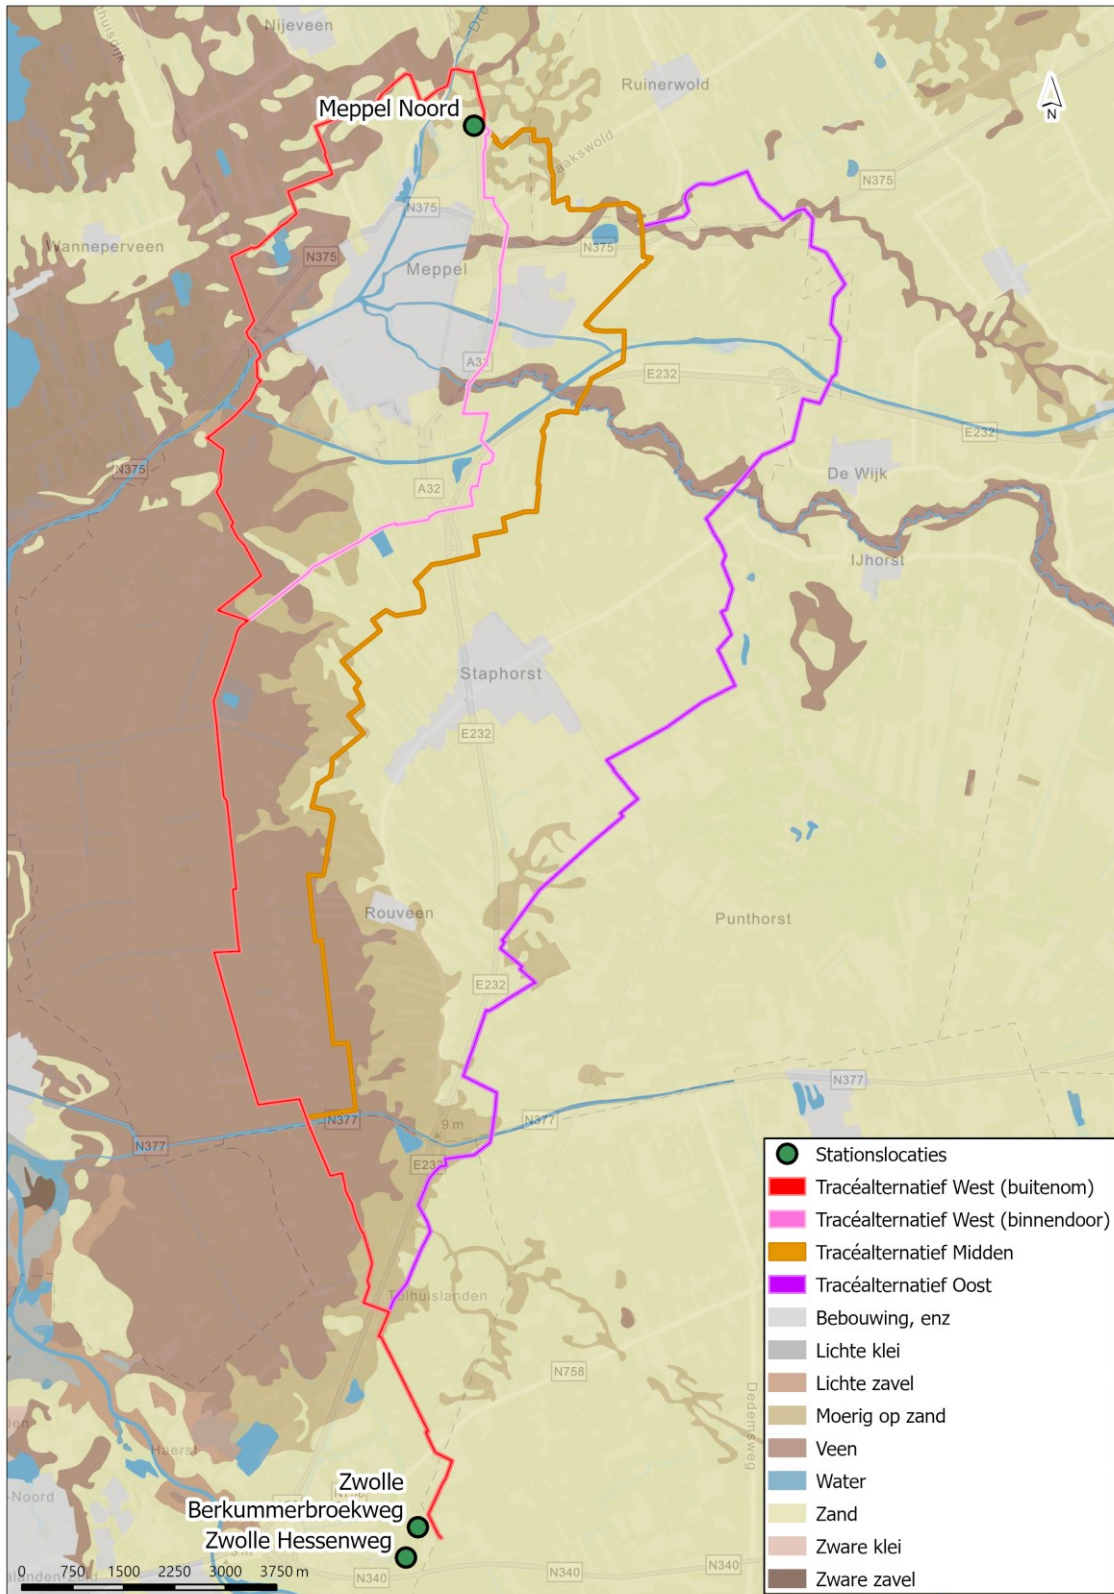 Nijeveen
Ruinerwold
Meppel Noord
N
N375
N375
Wanneperveen
N375
N375
Meppel
A32
E232
E232
N375
De Wijk
A32
IJhorst
Staphorst
E232
Rouveen
Punthorst
E232
N377
N377
N377
9 m
E232
Tolhuislanden
N758
Dedemsweg
Haerst
Zwolle
Berkummerbroekweg
Zwolle Hessenweg
N340
N340
0 750 1500 2250 3000 3750 m
Stationslocaties
Tracéalternatief West (buitenom)
Tracéalternatief West (binnendoor)
Tracéalternatief Midden
Tracéalternatief Oost
Bebouwing, enz
Lichte klei
Lichte zavel
Moerig op zand
Veen
Water
Zand
Zware klei
Zware zavel